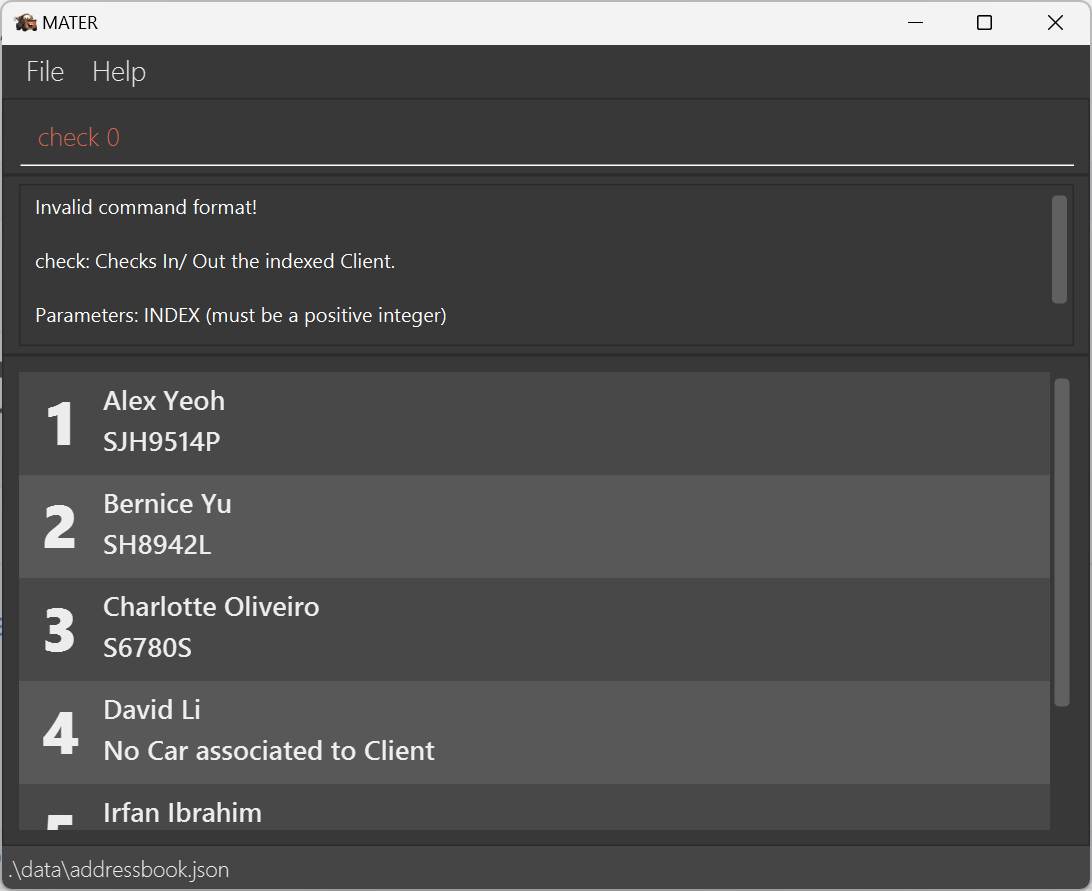 MATER
File Help
check 0
Invalid command format!
check: Checks In/ Out the indexed Client.
Parameters: INDEX (must be a positive integer)
1
Alex Yeoh
SJH9514P
2
Bernice Yu
SH8942L
3
Charlotte Oliveiro
S6780S
4
David Li
No Car associated to Client
5
Irfan Ibrahim
.\data\addressbook.json